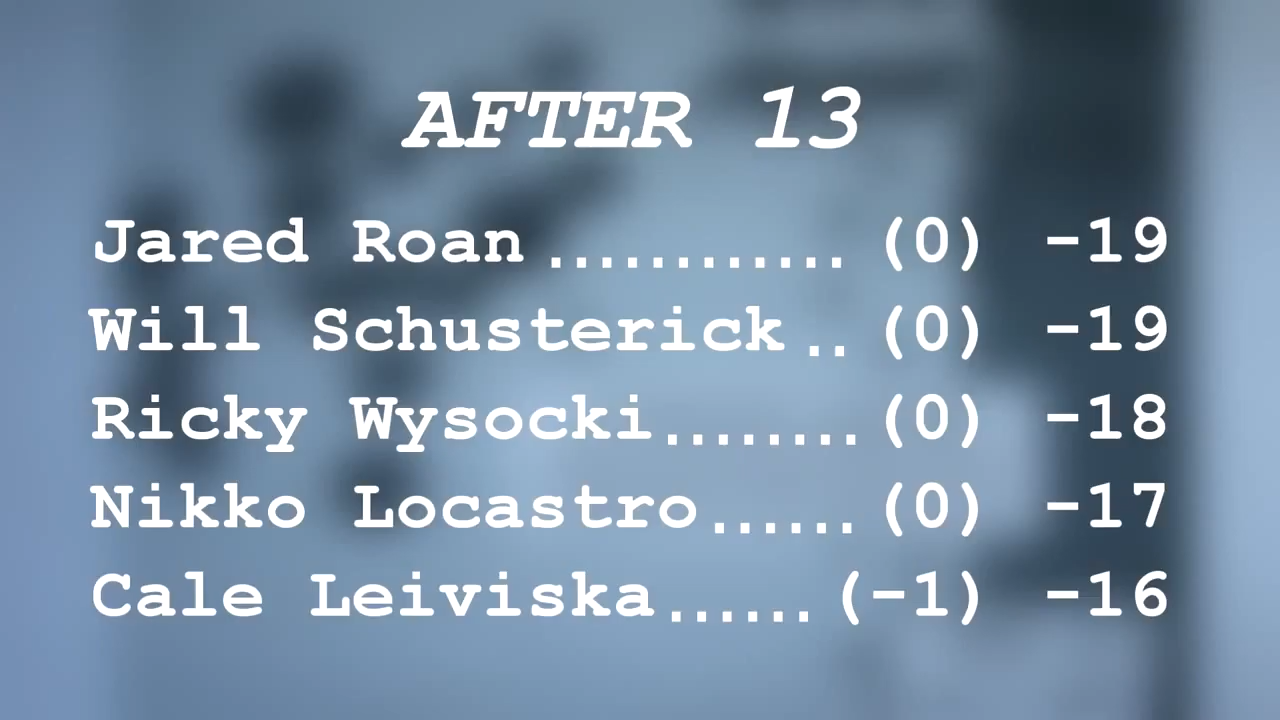 AFTER 13
Jared Roan ............ (0) -19
Will Schusterick .. (0) -19
Ricky Wysocki ........ (0) -18
Nikko Locastro ...... (0) -17
Cale Leiviska ...... (-1) -16